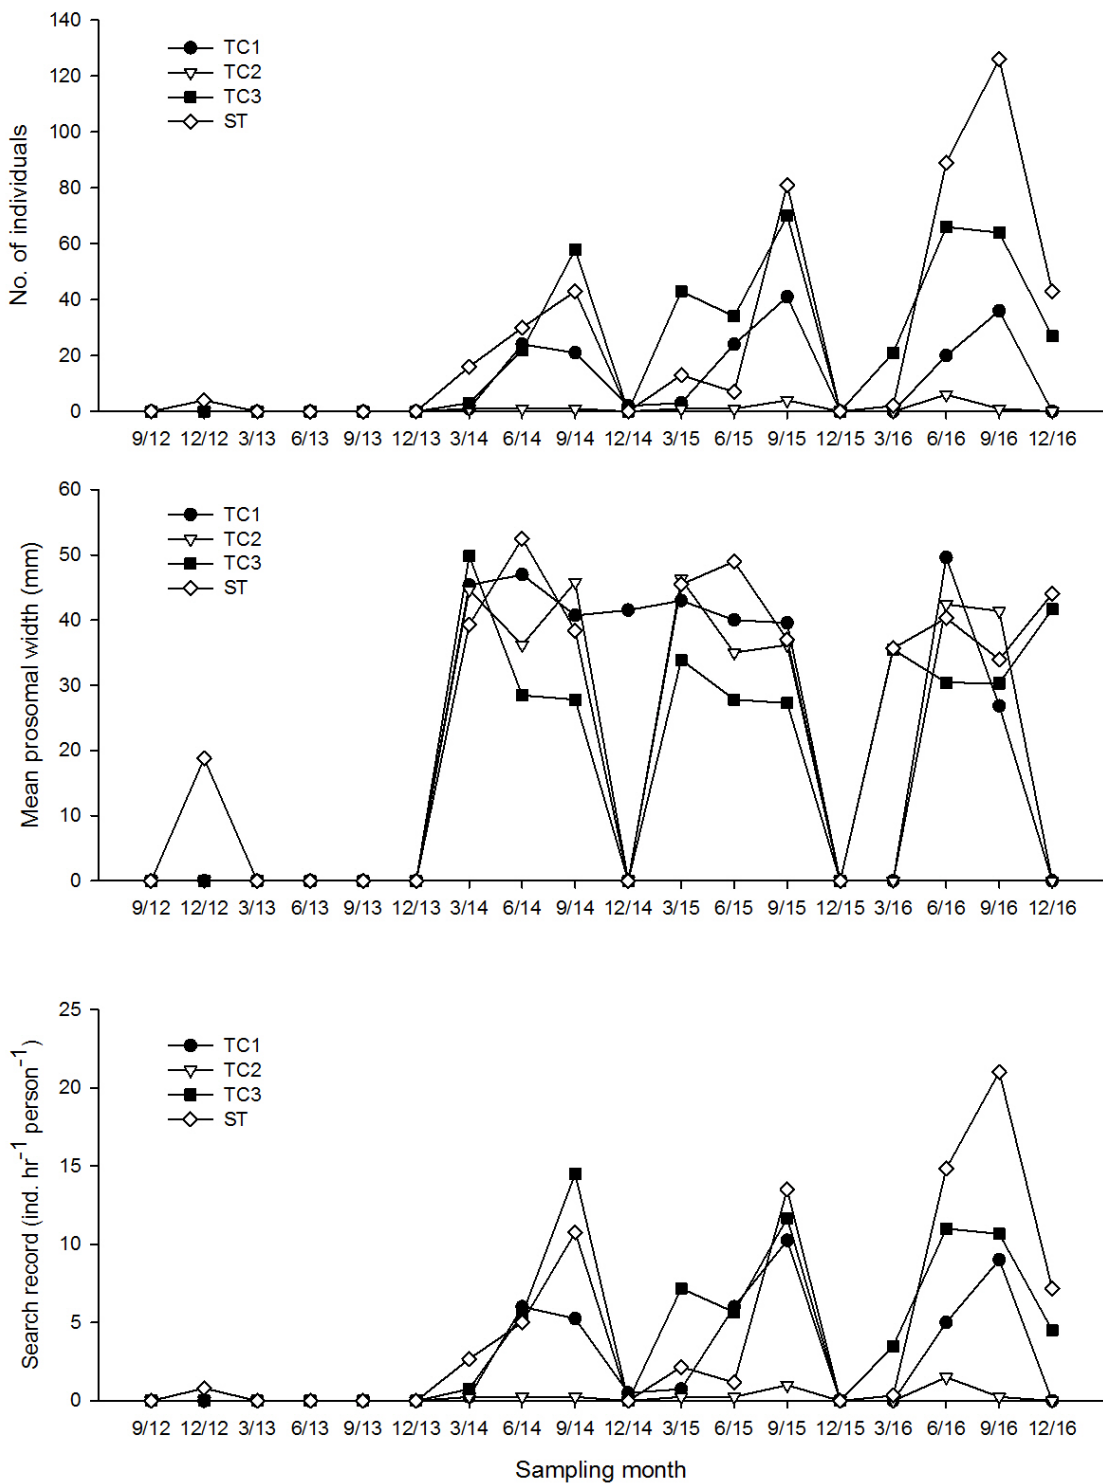 No. of individuals
140
120
100
80
60
40
20
0
TC1
TC2
TC3
ST
9/12 12/12 3/13 6/13 9/13 12/13 3/14 6/14 9/14 12/14 3/15 6/15 9/15 12/15 3/16 6/16 9/16 12/16
Mean prosomal width (mm)
60
50
40
30
20
10
0
TC1
TC2
TC3
ST
9/12 12/12 3/13 6/13 9/13 12/13 3/14 6/14 9/14 12/14 3/15 6/15 9/15 12/15 3/16 6/16 9/16 12/16
Search record (ind. hr⁻¹ person⁻¹)
25
20
15
10
5
0
TC1
TC2
TC3
ST
9/12 12/12 3/13 6/13 9/13 12/13 3/14 6/14 9/14 12/14 3/15 6/15 9/15 12/15 3/16 6/16 9/16 12/16
Sampling month